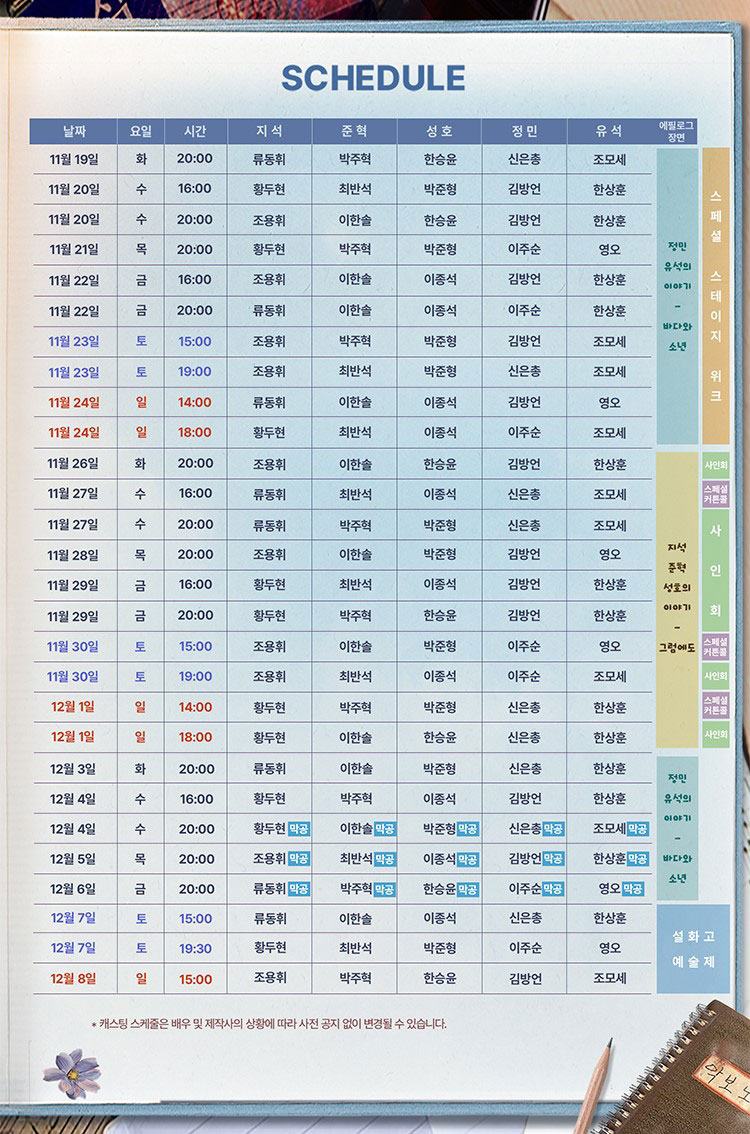 SCHEDULE
날짜 요일 시간 지석 준혁 성호 정민 유석 에필로그 장면
11월 19일 화 20:00 류동휘 박주혁 한승윤 신은총 조모세
11월 20일 수 16:00 황두현 최반석 박준형 김방언 한상훈
11월 20일 수 20:00 조용휘 이한솔 한승윤 김방언 한상훈
11월 21일 목 20:00 황두현 박주혁 박준형 이주순 영오
11월 22일 금 16:00 조용휘 이한솔 이종석 김방언 한상훈
11월 22일 금 20:00 류동휘 이한솔 이종석 이주순 한상훈
11월 23일 토 15:00 조용휘 박주혁 박준형 김방언 조모세
11월 23일 토 19:00 조용휘 최반석 박준형 신은총 조모세
11월 24일 일 14:00 류동휘 이한솔 이종석 김방언 영오
11월 24일 일 18:00 황두현 최반석 이종석 이주순 조모세
정민
유석의
이야기
–
바다와
소년
스페셜 스테이지 위크
11월 26일 화 20:00 조용휘 이한솔 한승윤 김방언 한상훈 사인회
11월 27일 수 16:00 류동휘 최반석 이종석 신은총 조모세 스페셜 커튼콜
11월 27일 수 20:00 류동휘 박주혁 박준형 신은총 조모세
11월 28일 목 20:00 조용휘 이한솔 박준형 김방언 영오
11월 29일 금 16:00 황두현 최반석 이종석 김방언 한상훈
11월 29일 금 20:00 황두현 박주혁 한승윤 김방언 한상훈
사인회
11월 30일 토 15:00 조용휘 이한솔 박준형 이주순 영오 스페셜 커튼콜
11월 30일 토 19:00 조용휘 최반석 이종석 이주순 조모세 사인회
12월 1일 일 14:00 황두현 박주혁 박준형 신은총 한상훈 스페셜 커튼콜
12월 1일 일 18:00 황두현 이한솔 한승윤 신은총 한상훈 사인회
지석
준혁
성호의
이야기
–
그럼에도
12월 3일 화 20:00 류동휘 이한솔 박준형 신은총 한상훈
12월 4일 수 16:00 황두현 박주혁 이종석 김방언 한상훈
12월 4일 수 20:00 황두현 막공 이한솔 막공 박준형 막공 신은총 막공 조모세 막공
12월 5일 목 20:00 조용휘 막공 최반석 막공 이종석 막공 김방언 막공 한상훈 막공
12월 6일 금 20:00 류동휘 막공 박주혁 막공 한승윤 막공 이주순 막공 영오 막공
정민
유석의
이야기
–
바다와
소년
12월 7일 토 15:00 류동휘 이한솔 이종석 신은총 한상훈
12월 7일 토 19:30 황두현 최반석 박준형 이주순 영오
12월 8일 일 15:00 조용휘 박주혁 한승윤 김방언 조모세
설화고
예술제
* 캐스팅 스케줄은 배우 및 제작사의 상황에 따라 사전 공지 없이 변경될 수 있습니다.
악보노